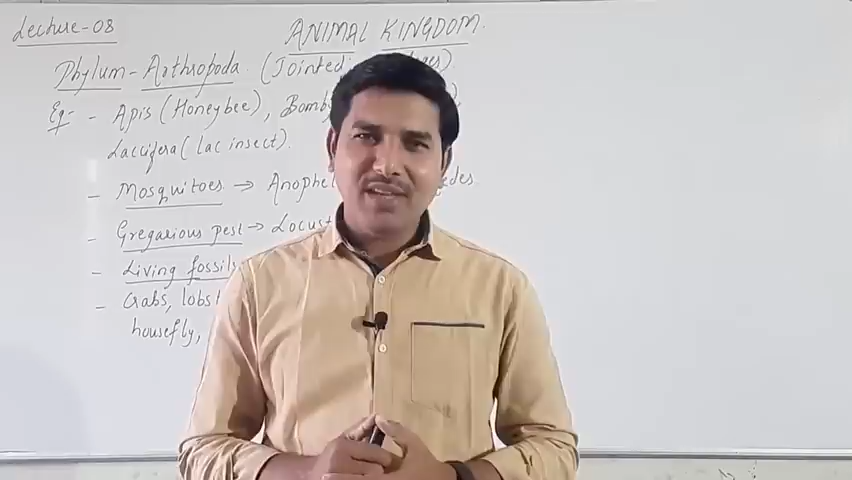 Lecture-08
ANIMAL KINGDOM.
Phylum- Arthropoda. (Jointed
Eg:- - Apis (Honeybee), Bomb
Laccifera (lac insect).
- Mosquitoes → Anophel des.
- Gregarious pest → Locust
- Living fossils
- Crabs, lobst
housefly,